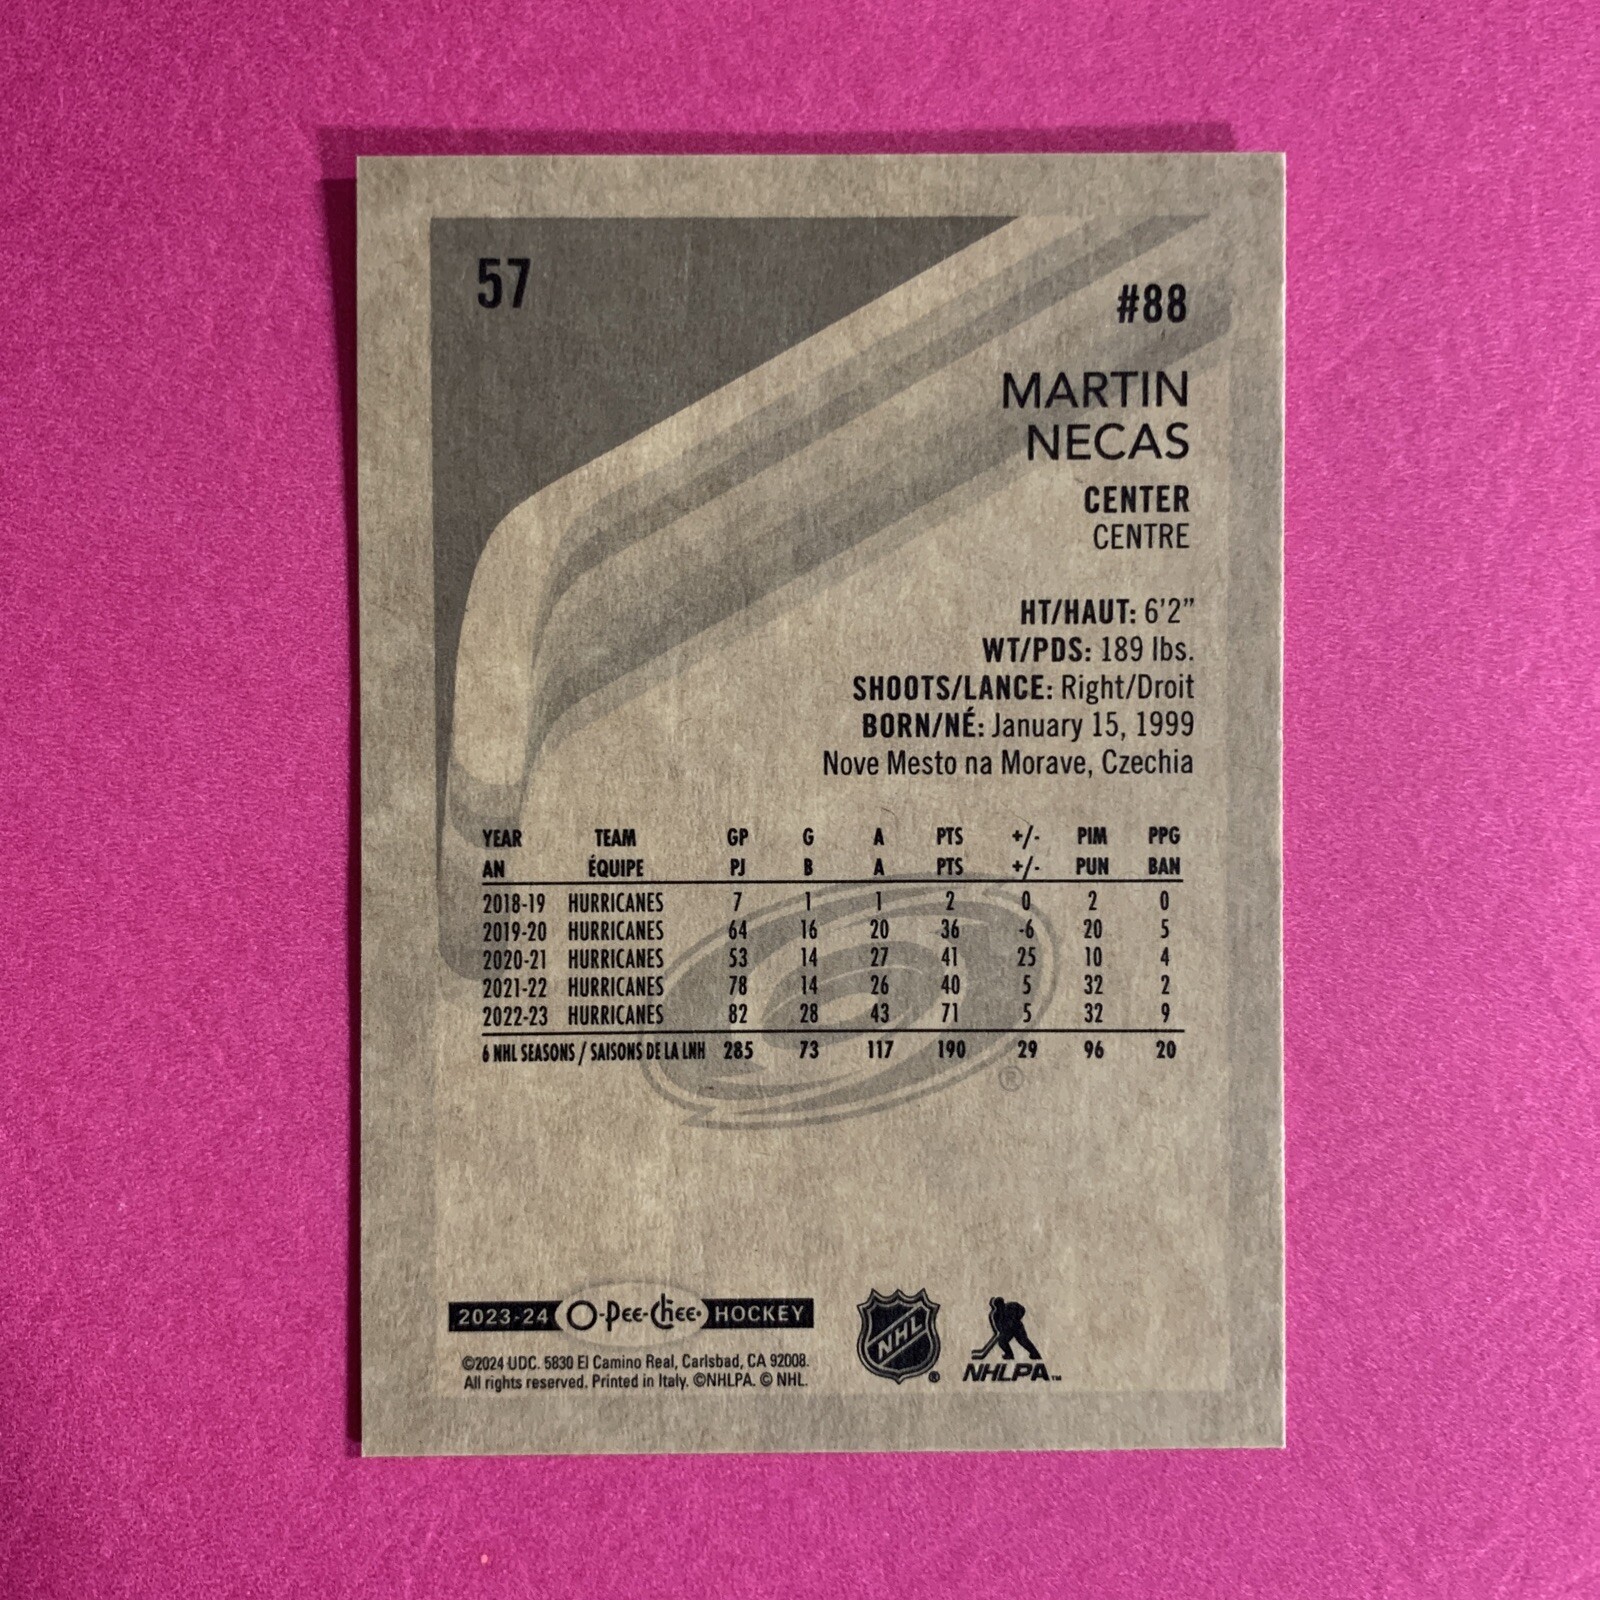 57
#88
MARTIN
NECAS
CENTER
CENTRE
HT/HAUT: 6'2”
WT/PDS: 189 lbs.
SHOOTS/LANCE: Right/Droit
BORN/NÉ: January 15, 1999
Nove Mesto na Morave, Czechia
YEAR TEAM GP G A PTS +/- PIM PPG
AN ÉQUIPE PJ B A PTS +/- PUN BAN
2018-19 HURRICANES 7 1 1 2 0 2 0
2019-20 HURRICANES 64 16 20 36 -6 20 5
2020-21 HURRICANES 53 14 27 41 25 10 4
2021-22 HURRICANES 78 14 26 40 5 32 2
2022-23 HURRICANES 82 28 43 71 5 32 9
6 NHL SEASONS / SAISONS DE LA LNH 285 73 117 190 29 96 20
®
2023-24 O-Pee-Chee HOCKEY
©2024 UDC. 5830 El Camino Real, Carlsbad, CA 92008.
All rights reserved. Printed in Italy. ©NHLPA. © NHL.
NHL ®
NHLPA™